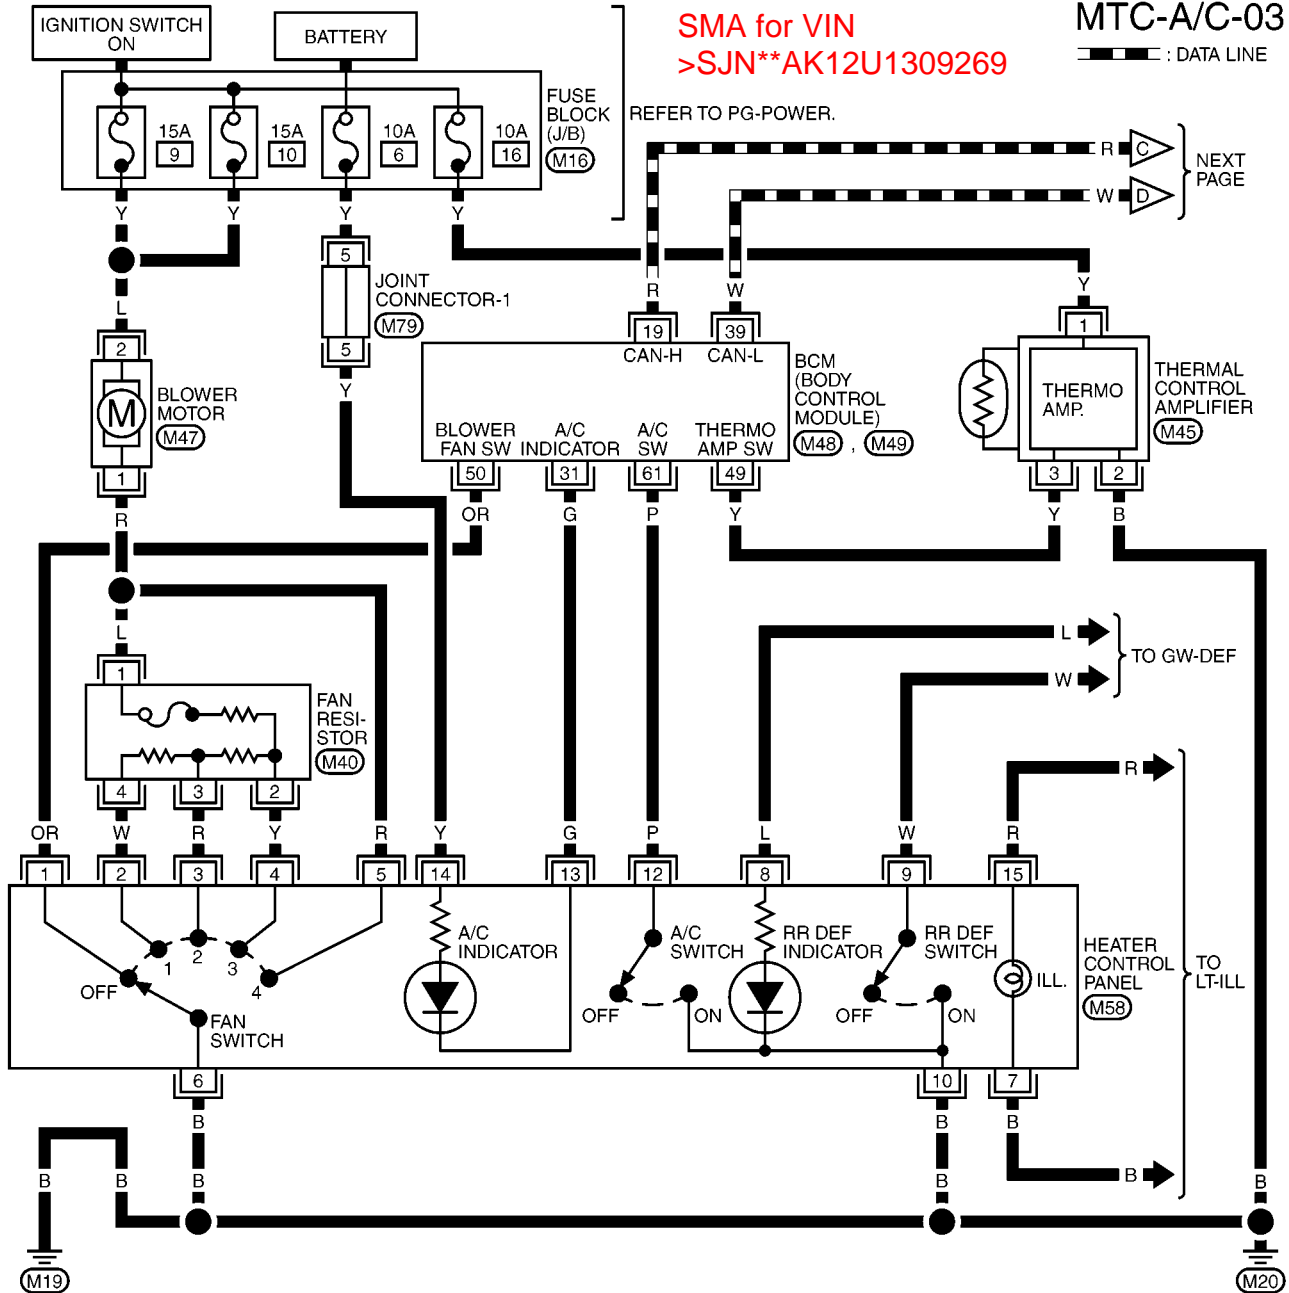 IGNITION SWITCH
ON
BATTERY
SMA for VIN
>SJN**AK12U1309269
MTC-A/C-03
: DATA LINE
15A
9
15A
10
10A
6
10A
16
FUSE
BLOCK
(J/B)
M16
REFER TO PG-POWER.
R
C
W
D
NEXT
PAGE
Y
Y
Y
Y
5
JOINT
CONNECTOR-1
M79
5
Y
L
2
BLOWER
MOTOR
M47
M
1
R
R
W
19
39
CAN-H
CAN-L
BCM
(BODY
CONTROL
MODULE)
M48 , M49
BLOWER
FAN SW
A/C
INDICATOR
A/C
SW
THERMO
AMP SW
50
31
61
49
OR
G
P
Y
Y
1
THERMO
AMP.
THERMAL
CONTROL
AMPLIFIER
M45
3
2
Y
B
L
1
FAN
RESI-
STOR
M40
4
3
2
L
W
TO GW-DEF
R
OR
W
R
Y
R
Y
G
P
L
W
R
1
2
3
4
5
14
13
12
8
9
15
OFF
1
2
3
4
FAN
SWITCH
A/C
INDICATOR
A/C
SWITCH
OFF
ON
RR DEF
INDICATOR
RR DEF
SWITCH
OFF
ON
ILL.
HEATER
CONTROL
PANEL
M58
TO
LT-ILL
6
10
7
B
B
B
B
B
B
B
B
B
M19
M20